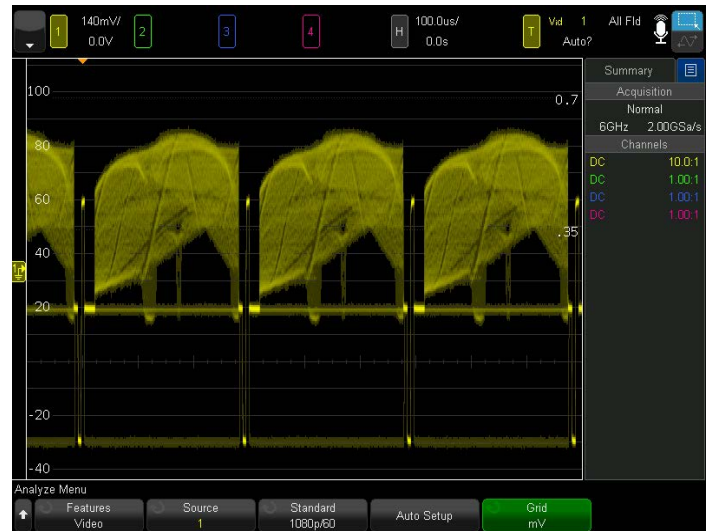 1 140mV/ 0.0V 2 3 4 H 100.0us/ 0.0s T Vid 1 All Fld Auto?
Summary
Acquisition
Normal
6GHz 2.00GSa/s
Channels
DC 10.0:1
DC 1.00:1
DC 1.00:1
DC 1.00:1
100
0.7
80
60
40
.35
20
-20
-40
Analyze Menu
Features
Video
Source
1
Standard
1080p/60
Auto Setup
Grid
mV